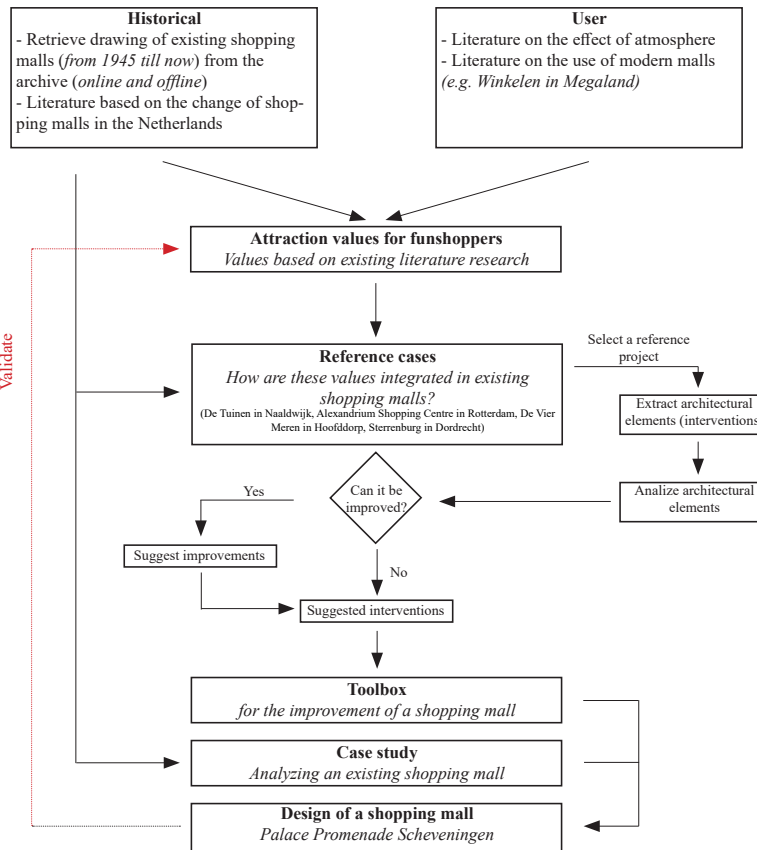 Historical
- Retrieve drawing of existing shopping
malls (from 1945 till now) from the
archive (online and offline)
- Literature based on the change of shop-
ping malls in the Netherlands
User
- Literature on the effect of atmosphere
- Literature on the use of modern malls
(e.g. Winkelen in Megaland)
Attraction values for funshoppers
Values based on existing literature research
Validate
Reference cases
How are these values integrated in existing
shopping malls?
(De Tuinen in Naaldwijk, Alexandrium Shopping Centre in Rotterdam, De Vier
Meren in Hoofddorp, Sterrenburg in Dordrecht)
Select a reference
project
Extract architectural
elements (interventions
Analize architectural
elements
Can it be
improved?
Yes
Suggest improvements
No
Suggested interventions
Toolbox
for the improvement of a shopping mall
Case study
Analyzing an existing shopping mall
Design of a shopping mall
Palace Promenade Scheveningen